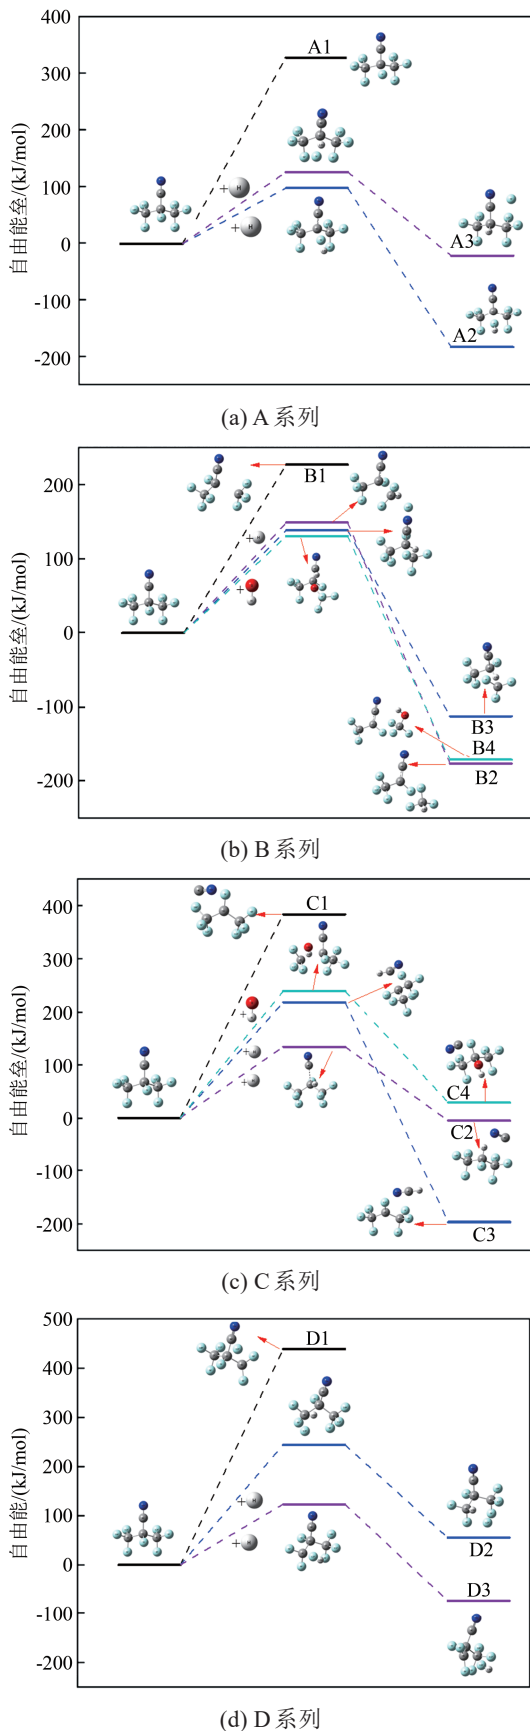 400
300
200
100
0
-100
-200
自由能垒/(kJ/mol)
A1
+ H
+ H
A3
A2
(a) A 系列
200
100
0
-100
-200
自由能垒/(kJ/mol)
B1
+
+
B3
B4
B2
(b) B 系列
400
300
200
100
0
-100
-200
自由能垒/(kJ/mol)
C1
+
+
+
C4
C2
C3
(c) C 系列
500
400
300
200
100
0
-100
-200
自由能/(kJ/mol)
D1
+ H
+ H
D2
D3
(d) D 系列